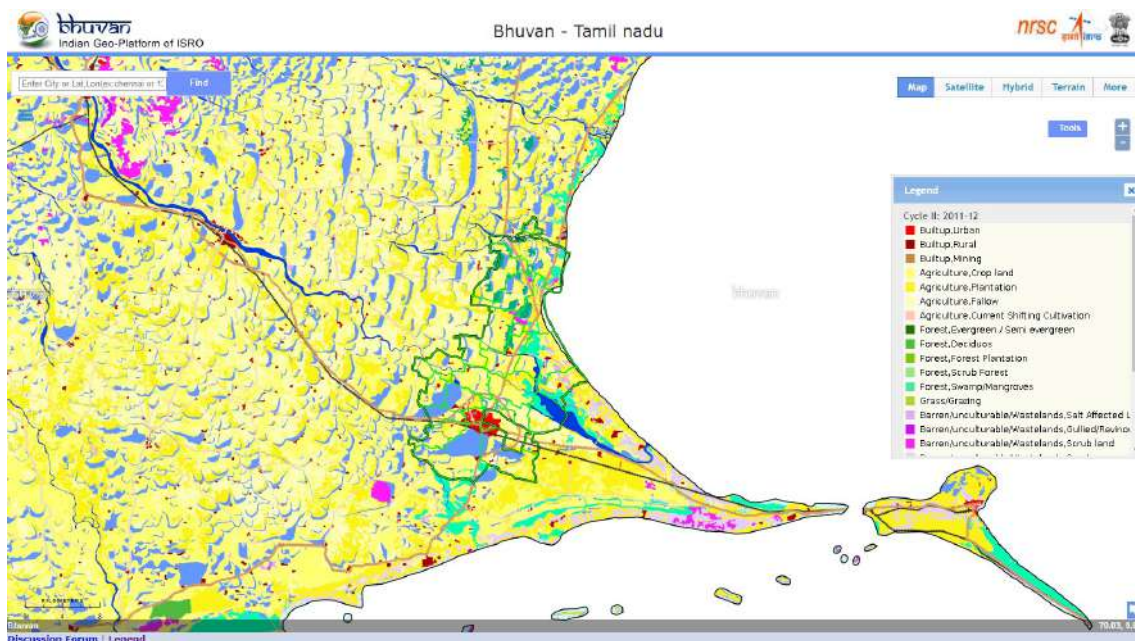 bhuvan
Indian Geo-Platform of ISRO
Bhuvan - Tamil nadu
nrsc
Find
Map Satellite Hybrid Terrain More
Tools
+
-
bhuvan
Legend
Cycle II: 2011-12
Builtup,Urban
Builtup,Rural
Builtup,Mining
Agriculture,Crop land
Agriculture,Plantation
Agriculture,Fallow
Agriculture,Current Shifting Cultivation
Forest,Evergreen / Semi evergreen
Forest,Deciduos
Forest,Forest Plantation
Forest,Scrub Forest
Forest,Swamp/Mangroves
Grass/Grazing
Barren/unculturable/Wastelands,Salt Affected L
Barren/unculturable/Wastelands,Gullied/Ravinou
Barren/unculturable/Wastelands,Scrub land
Bhuvan
Discussion Forum | Legend